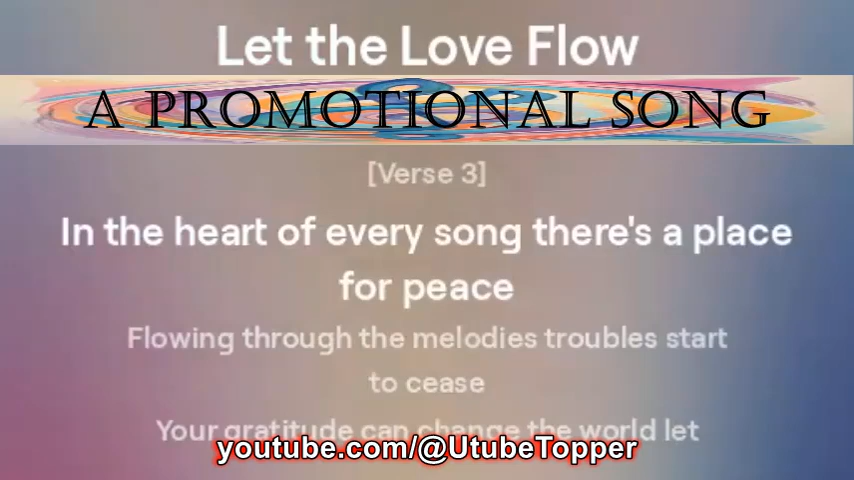 Let the Love Flow
A PROMOTIONAL SONG
[Verse 3]
In the heart of every song there's a place
for peace
Flowing through the melodies troubles start
to cease
Your gratitude can change the world let
youtube.com/@UtubeTopper